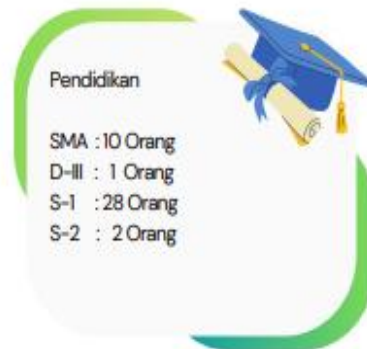 Pendidikan
SMA : 10 Orang
D-III : 1 Orang
S-1 : 28 Orang
S-2 : 2 Orang